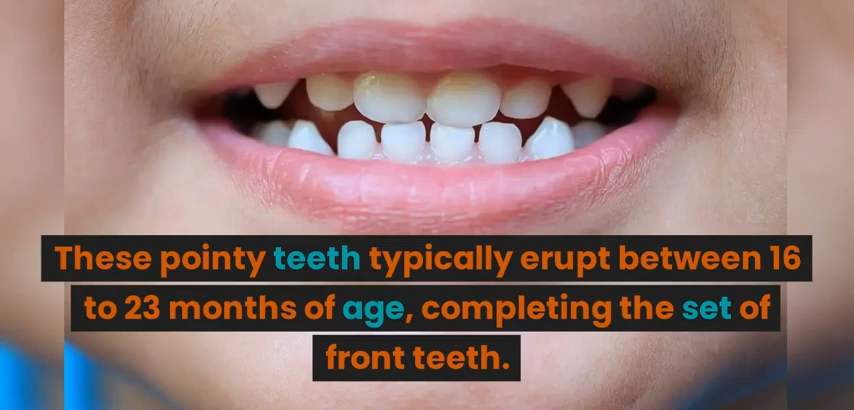 These pointy teeth typically erupt between 16
to 23 months of age, completing the set of
front teeth.